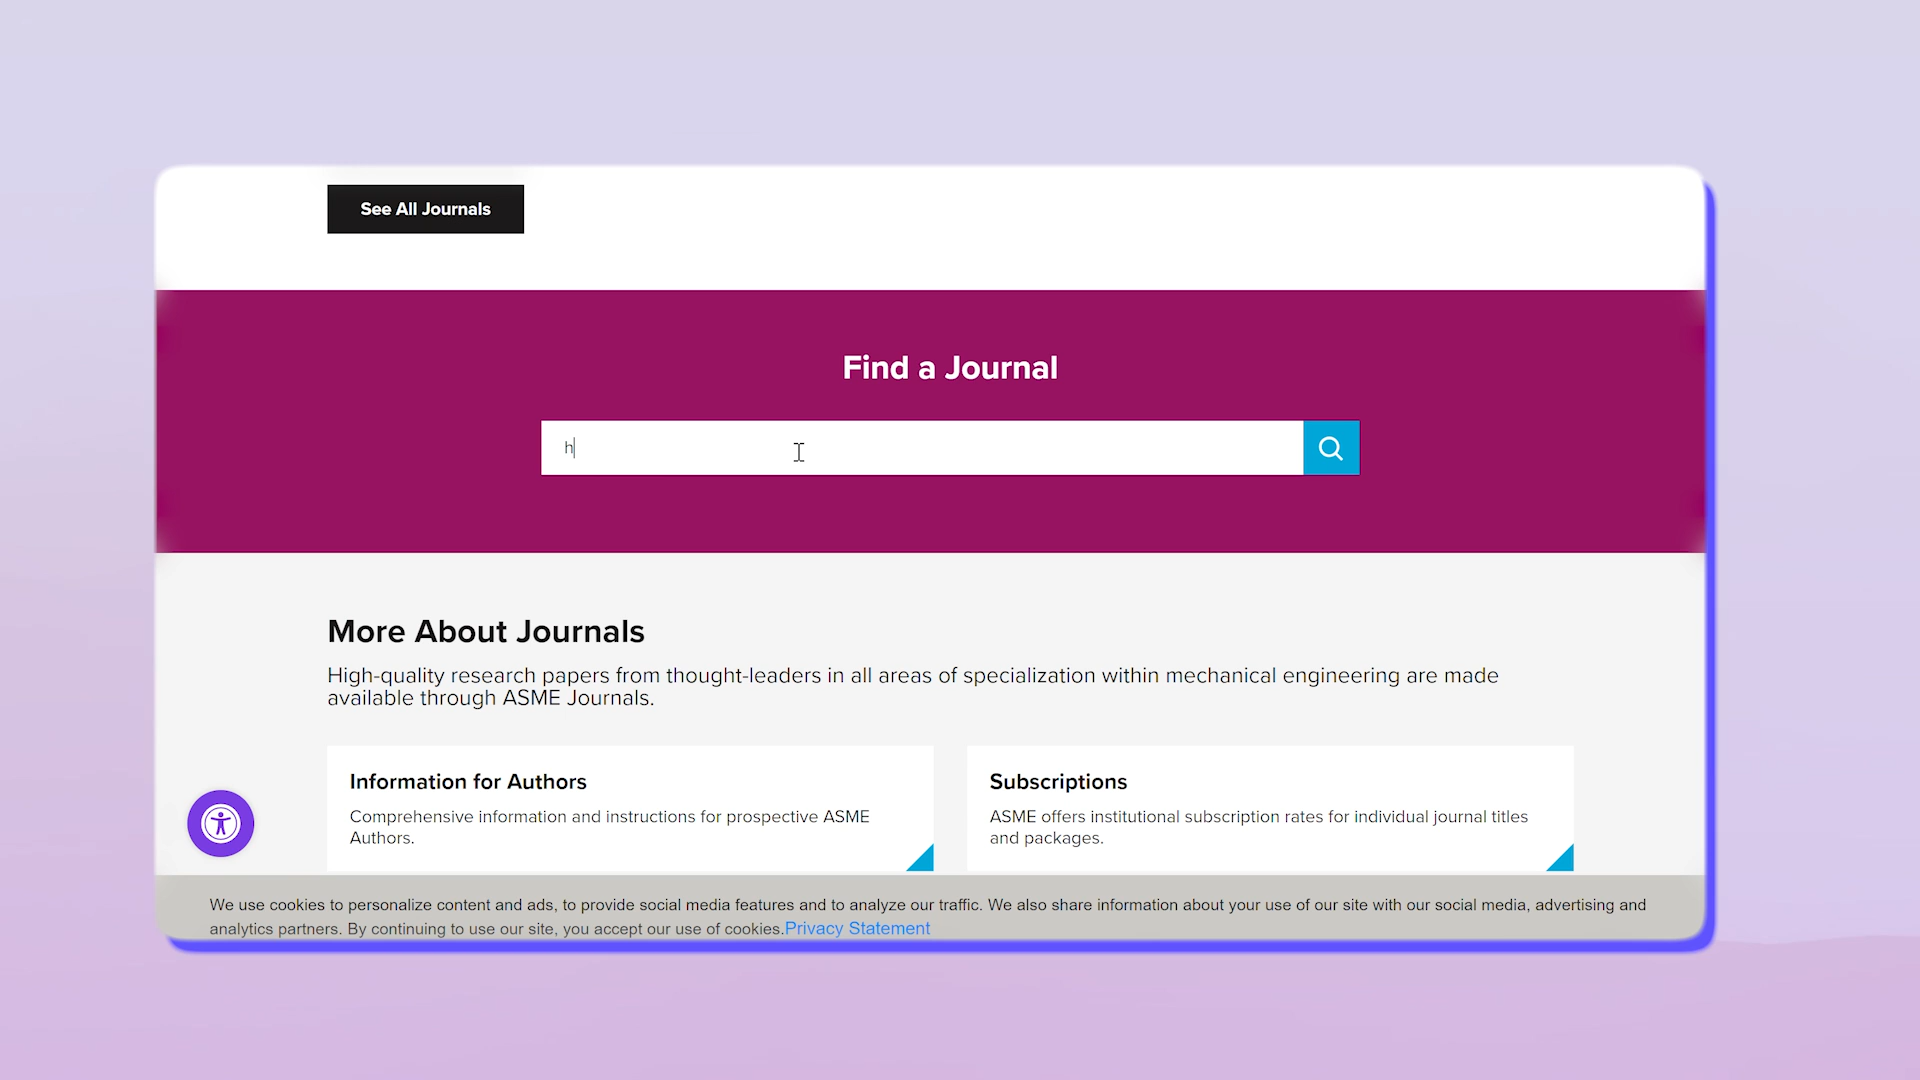 See All Journals
Find a Journal
h
More About Journals
High-quality research papers from thought-leaders in all areas of specialization within mechanical engineering are made
available through ASME Journals.
Information for Authors
Comprehensive information and instructions for prospective ASME
Authors.
Subscriptions
ASME offers institutional subscription rates for individual journal titles
and packages.
We use cookies to personalize content and ads, to provide social media features and to analyze our traffic. We also share information about your use of our site with our social media, advertising and
analytics partners. By continuing to use our site, you accept our use of cookies.Privacy Statement